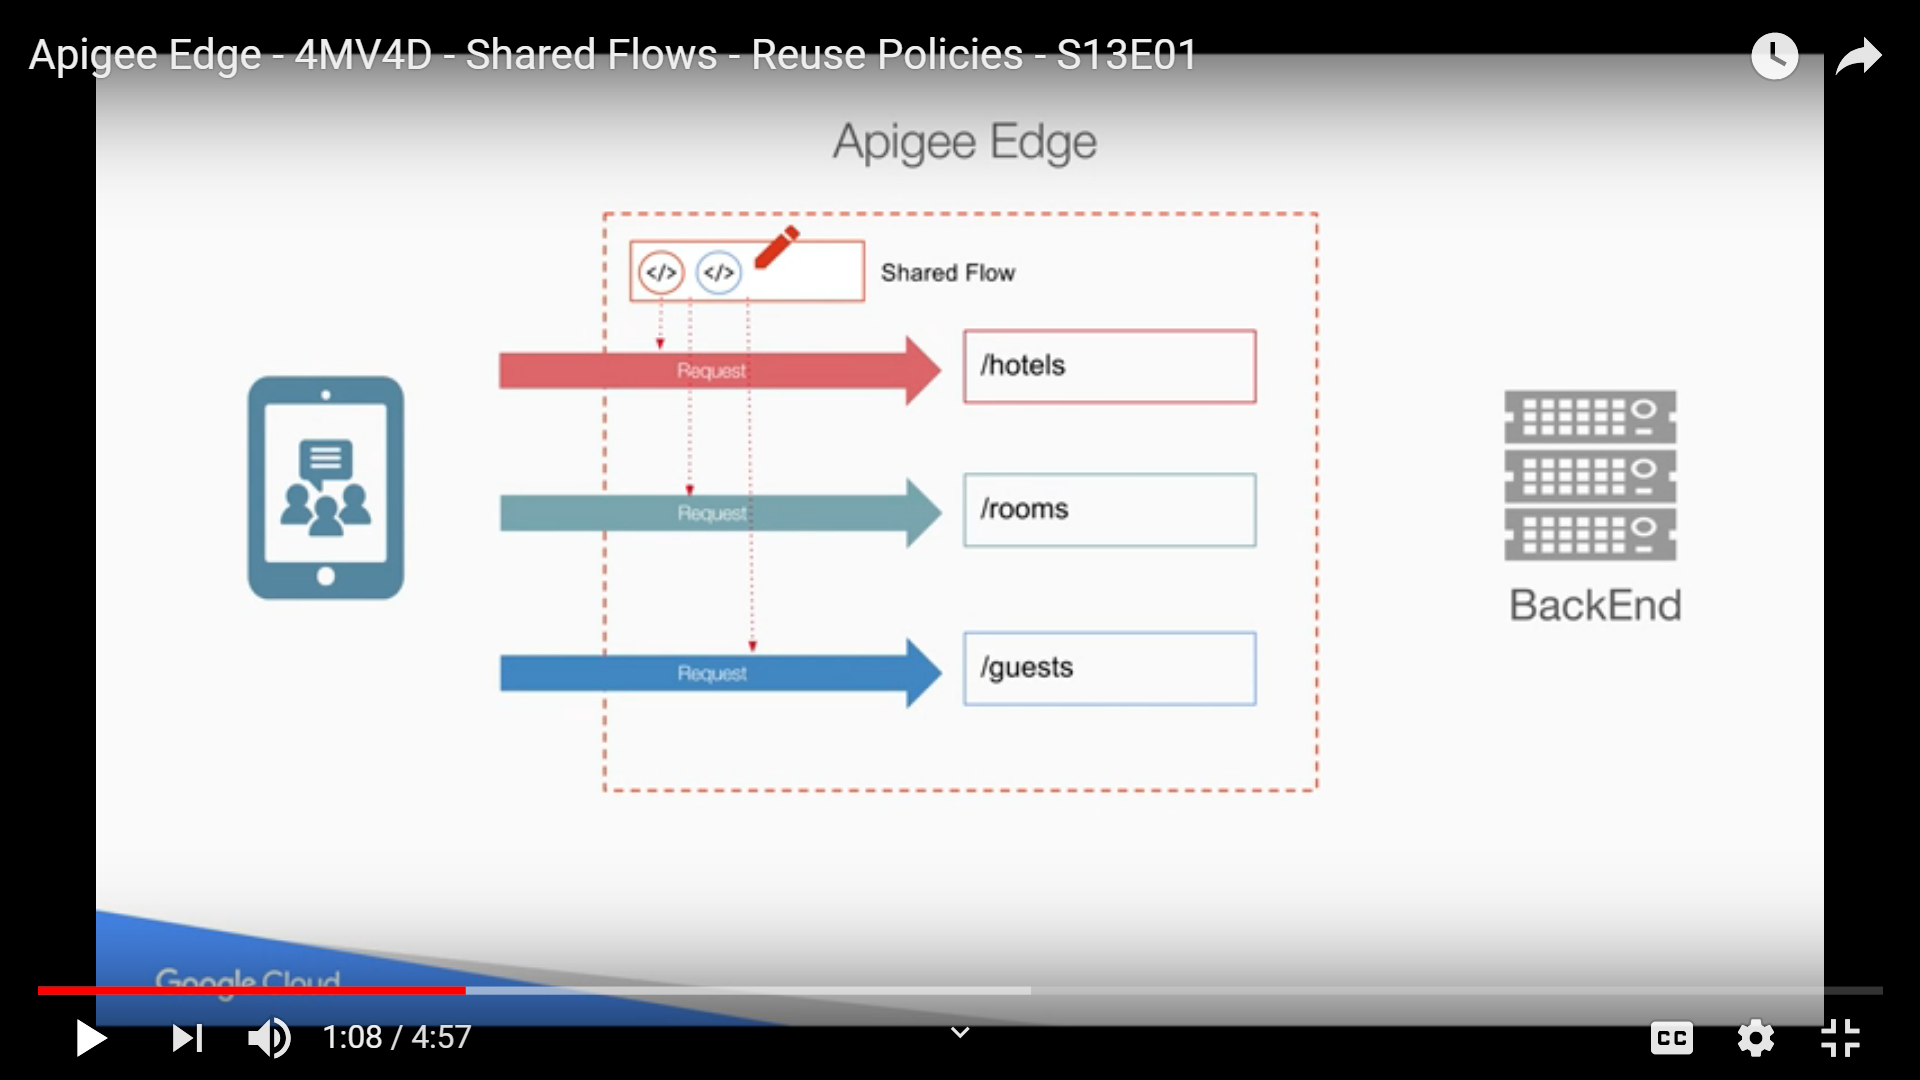 Apigee Edge - 4MV4D - Shared Flows - Reuse Policies - S13E01
Apigee Edge
</> </>
Shared Flow
Request
/hotels
Request
/rooms
Request
/guests
BackEnd
Google Cloud
1:08 / 4:57
CC